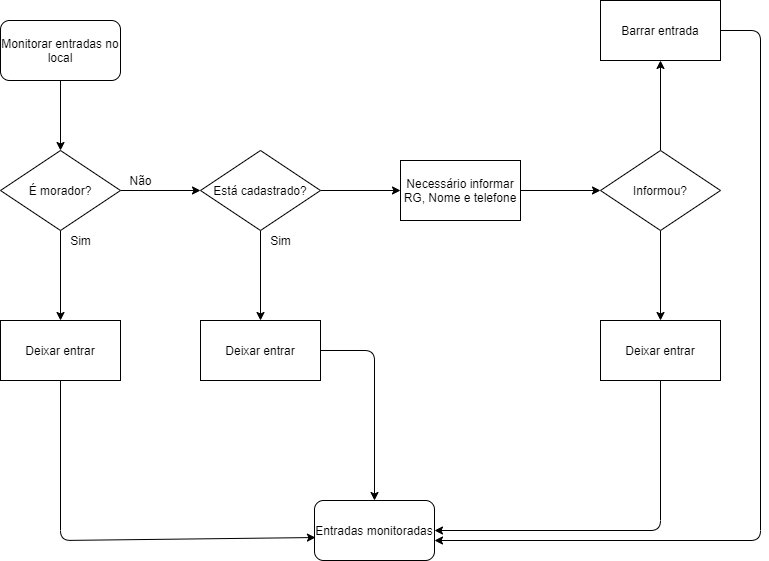 Monitorar entradas no
local
Barrar entrada
É morador?
Não
Está cadastrado?
Necessário informar
RG, Nome e telefone
Informou?
Sim
Sim
Deixar entrar
Deixar entrar
Deixar entrar
Entradas monitoradas